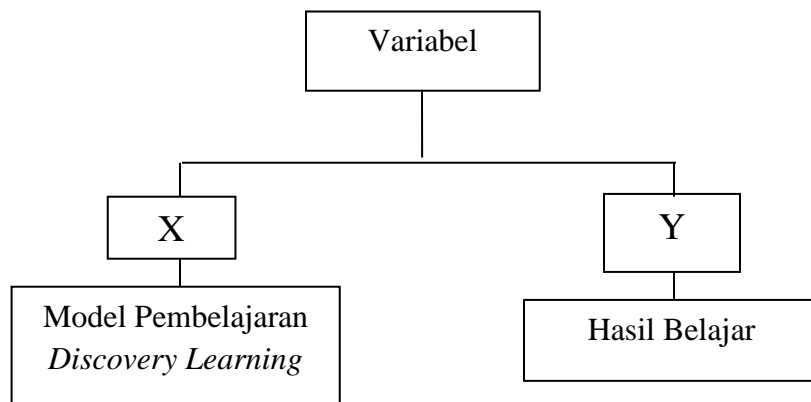 Variabel
X
Y
Model Pembelajaran
Discovery Learning
Hasil Belajar